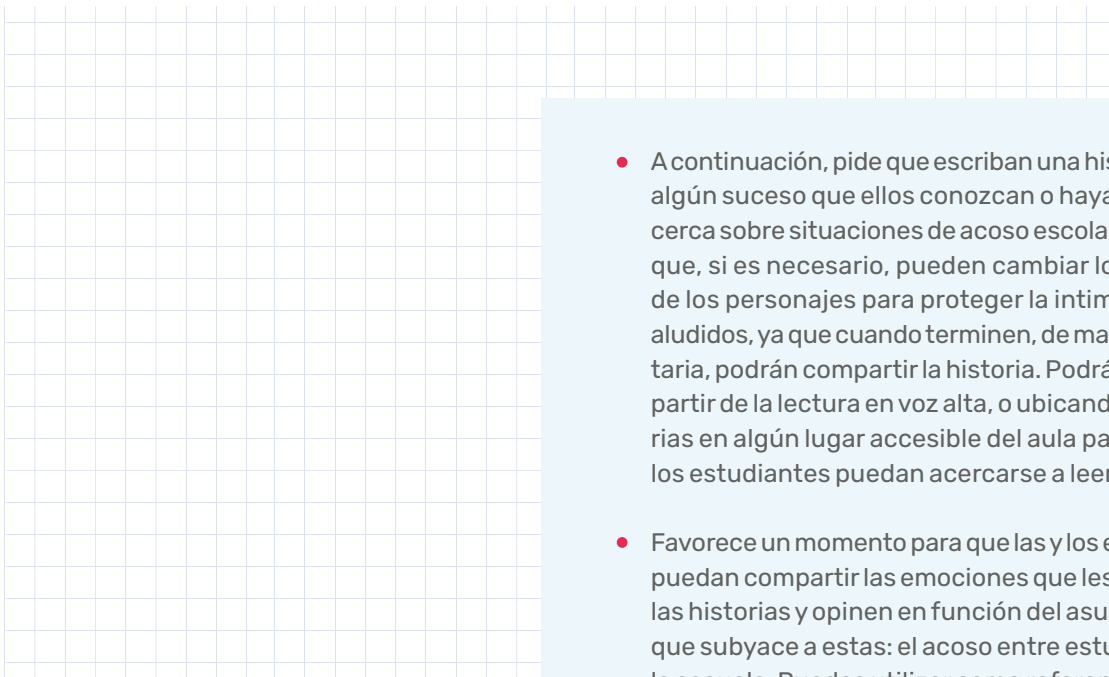 • A continuación, pide que escriban una his
algún suceso que ellos conozcan o haya
cerca sobre situaciones de acoso escola
que, si es necesario, pueden cambiar lo
de los personajes para proteger la intim
aludidos, ya que cuando terminen, de ma
taria, podrán compartir la historia. Podrá
partir de la lectura en voz alta, o ubicand
rias en algún lugar accesible del aula pa
los estudiantes puedan acercarse a leer
• Favorece un momento para que las y los e
puedan compartir las emociones que les
las historias y opinen en función del asu
que subyace a estas: el acoso entre estu